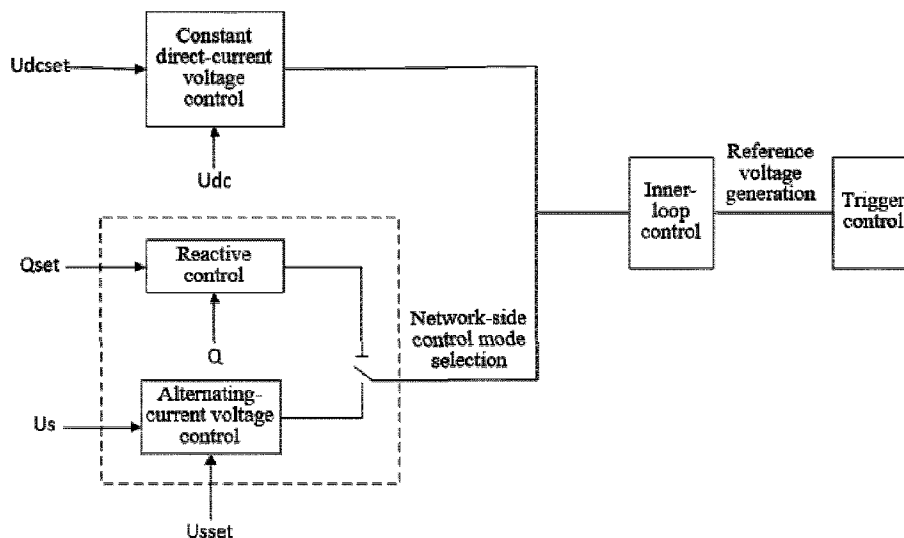 Constant
direct-current
voltage
control
Udcset
Udc
Reference
voltage
generation
Inner-
loop
control
Trigger
control
Qset
Reactive
control
Q
Network-side
control mode
selection
Alternating-
current voltage
control
Us
Usset